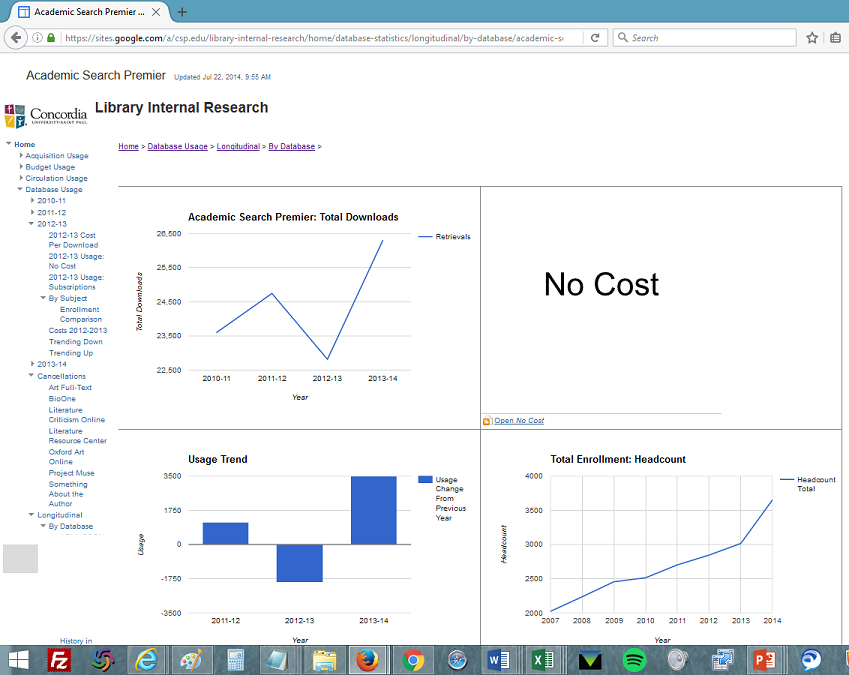 Academic Search Premier ...
https://sites.google.com/a/csp.edu/library-internal-research/home/database-statistics/longitudinal/by-database/academic-s
Search
Academic Search Premier Updated Jul 22, 2014, 9:55 AM
Concordia
UNIVERSITY·SAINT PAUL
Library Internal Research
Home > Database Usage > Longitudinal > By Database >
Home
Acquisition Usage
Budget Usage
Circulation Usage
Database Usage
2010-11
2011-12
2012-13
2012-13 Cost
Per Download
2012-13 Usage:
No Cost
2012-13 Usage:
Subscriptions
By Subject
Enrollment
Comparison
Costs 2012-2013
Trending Down
Trending Up
2013-14
Cancellations
Art Full-Text
BioOne
Literature
Criticism Online
Literature
Resource Center
Oxford Art
Online
Project Muse
Something
About the
Author
Longitudinal
By Database
History in
Academic Search Premier: Total Downloads
26,500
25,500
24,500
23,500
22,500
Total Downloads
2010-11 2011-12 2012-13 2013-14
Year
Retrievals
No Cost
Open No Cost
Usage Trend
3500
1750
0
-1750
-3500
Usage
2011-12 2012-13 2013-14
Year
Usage
Change
From
Previous
Year
Total Enrollment: Headcount
4000
3500
3000
2500
2000
Headcount
2007 2008 2009 2010 2011 2012 2013 2014
Year
Headcount
Total